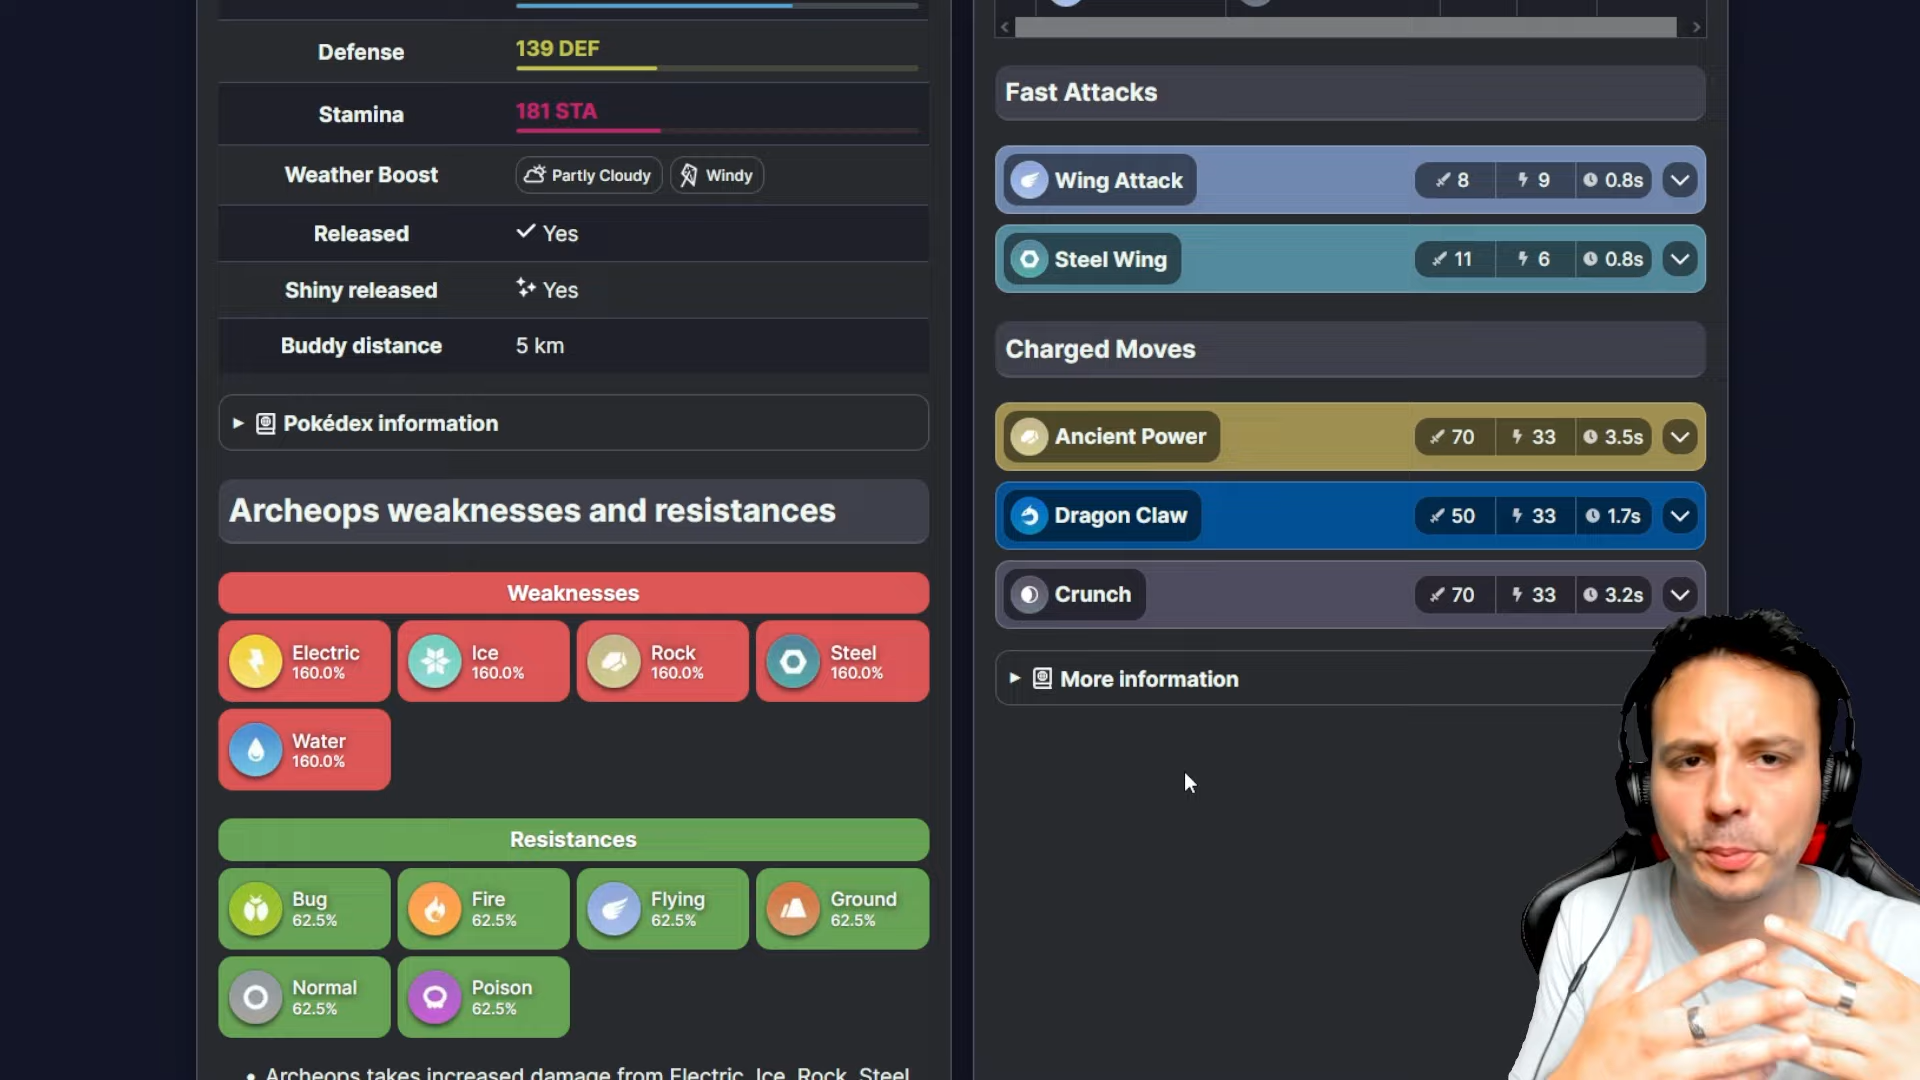 Defense
139 DEF
Stamina
181 STA
Weather Boost
Partly Cloudy
Windy
Released
Yes
Shiny released
Yes
Buddy distance
5 km
Pokédex information
Archeops weaknesses and resistances
Weaknesses
Electric
160.0%
Ice
160.0%
Rock
160.0%
Steel
160.0%
Water
160.0%
Resistances
Bug
62.5%
Fire
62.5%
Flying
62.5%
Ground
62.5%
Normal
62.5%
Poison
62.5%
Archeops takes increased damage from Electric, Ice, Rock, Steel
Fast Attacks
Wing Attack
8
9
0.8s
Steel Wing
11
6
0.8s
Charged Moves
Ancient Power
70
33
3.5s
Dragon Claw
50
33
1.7s
Crunch
70
33
3.2s
More information